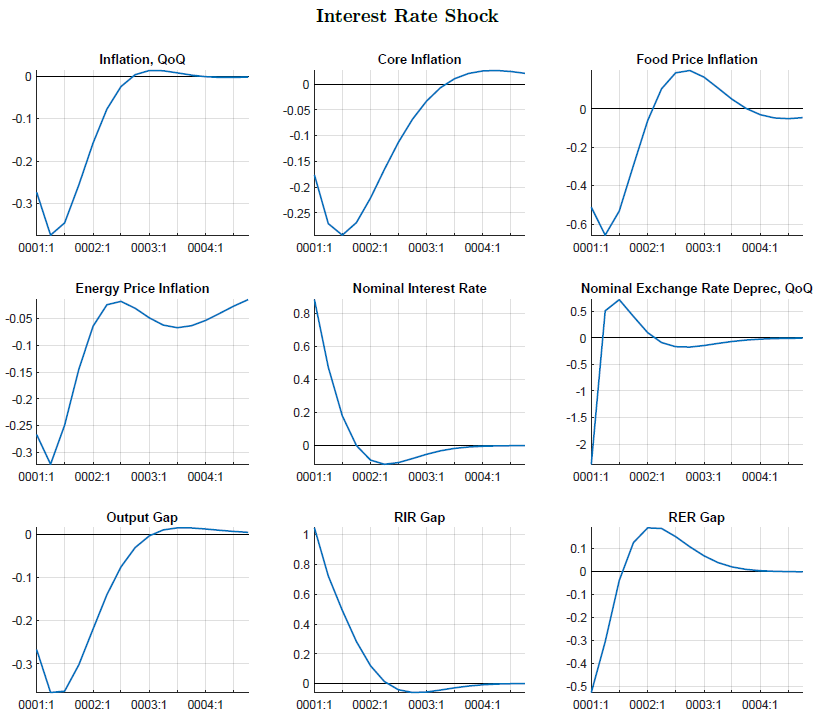 Interest Rate Shock
Inflation, QoQ
0
-0.1
-0.2
-0.3
0001:1 0002:1 0003:1 0004:1
Core Inflation
0
-0.05
-0.1
-0.15
-0.2
-0.25
0001:1 0002:1 0003:1 0004:1
Food Price Inflation
0
-0.2
-0.4
-0.6
0001:1 0002:1 0003:1 0004:1
Energy Price Inflation
-0.05
-0.1
-0.15
-0.2
-0.25
-0.3
0001:1 0002:1 0003:1 0004:1
Nominal Interest Rate
0.8
0.6
0.4
0.2
0
0001:1 0002:1 0003:1 0004:1
Nominal Exchange Rate Deprec, QoQ
0.5
0
-0.5
-1
-1.5
-2
0001:1 0002:1 0003:1 0004:1
Output Gap
0
-0.1
-0.2
-0.3
0001:1 0002:1 0003:1 0004:1
RIR Gap
1
0.8
0.6
0.4
0.2
0
0001:1 0002:1 0003:1 0004:1
RER Gap
0.1
0
-0.1
-0.2
-0.3
-0.4
-0.5
0001:1 0002:1 0003:1 0004:1